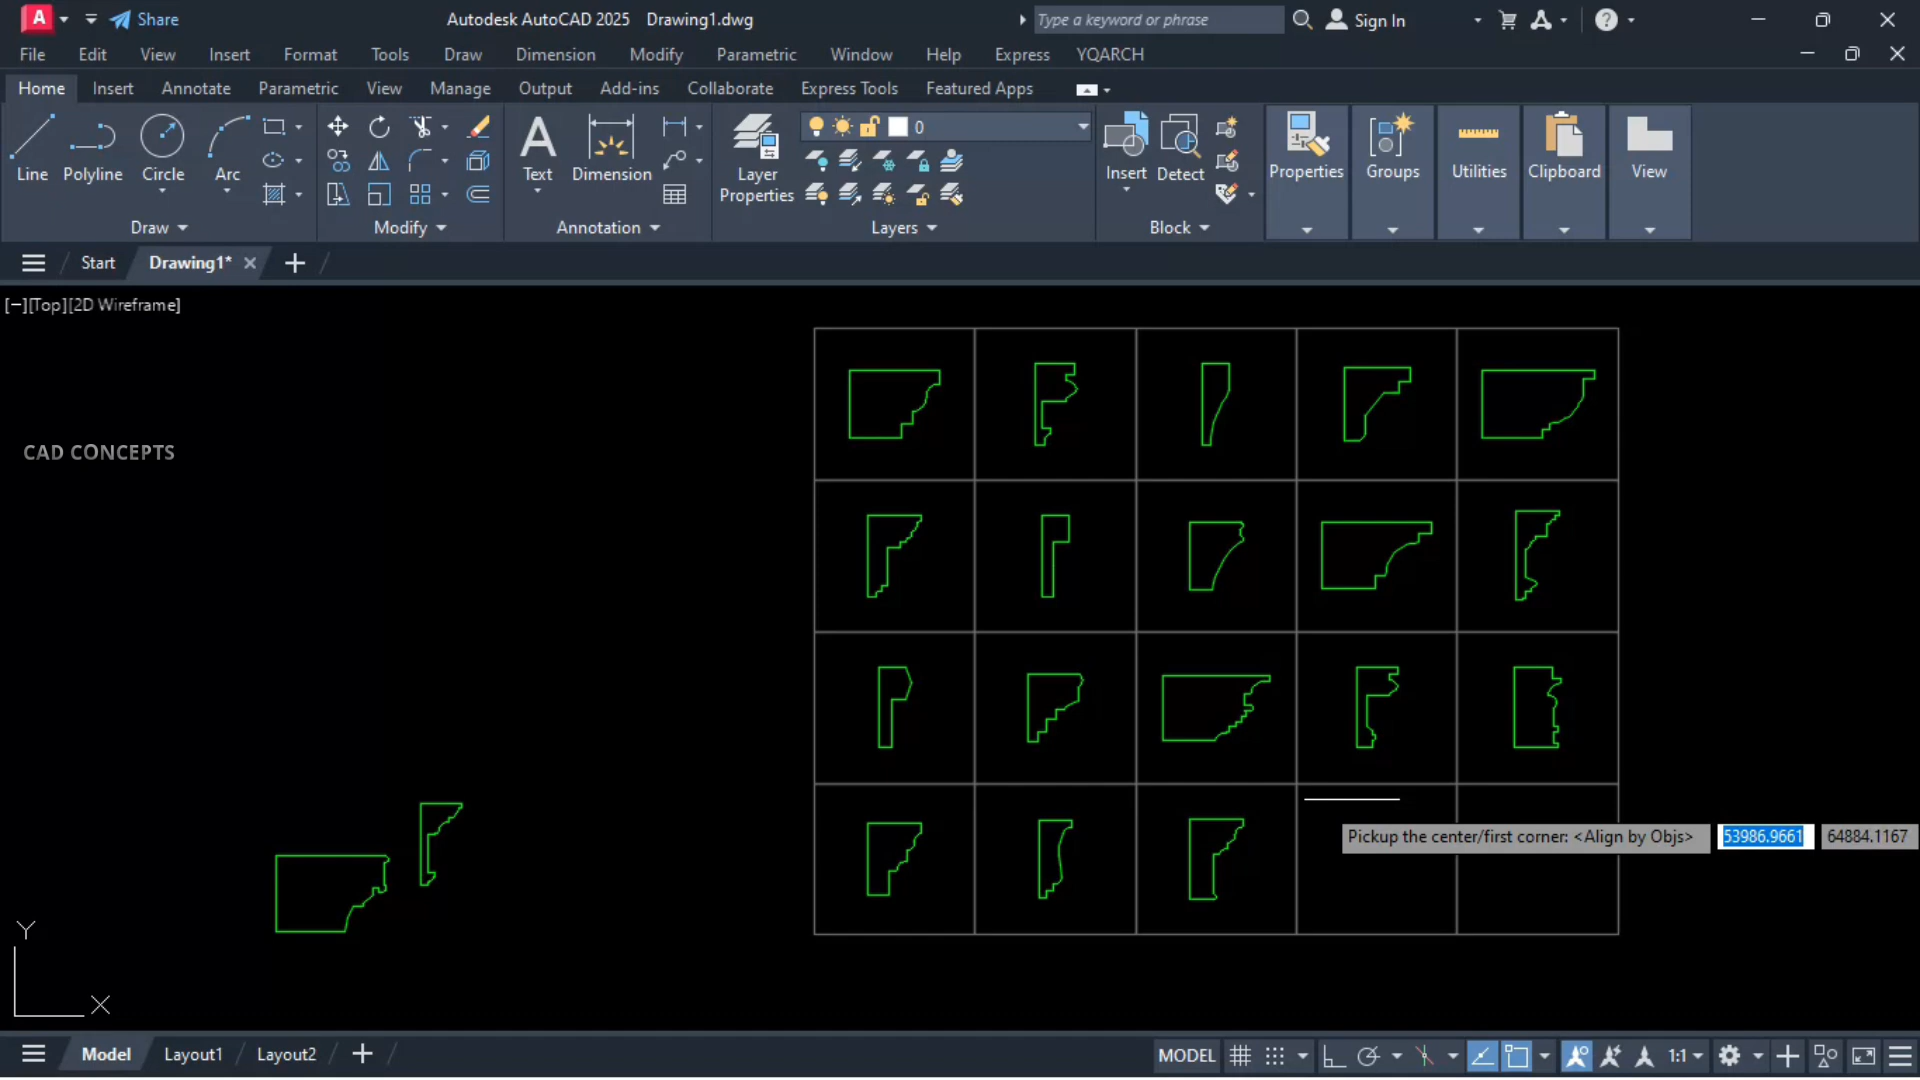 A Share Autodesk AutoCAD 2025 Drawing1.dwg Type a keyword or phrase Sign In
File Edit View Insert Format Tools Draw Dimension Modify Parametric Window Help Express YQARCH
Home Insert Annotate Parametric View Manage Output Add-ins Collaborate Express Tools Featured Apps
0
Line Polyline Circle Arc Text Dimension Layer Properties Insert Detect Properties Groups Utilities Clipboard View
Draw Modify Annotation Layers Block
Start Drawing1*
[−][Top][2D Wireframe]
CAD CONCEPTS
Pickup the center/first corner: <Align by Objs> 53986.9661 64884.1167
Y
X
Model Layout1 Layout2 MODEL 1:1